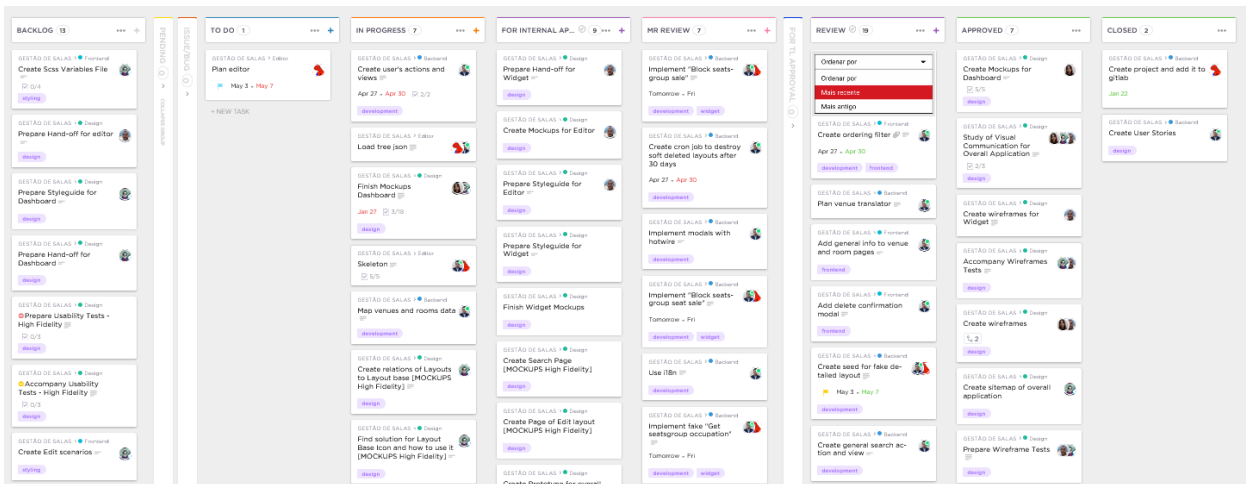 BACKLOG 13
GESTÃO DE SALAS > Design
Create Scss Variables File
0/4
styling
GESTÃO DE SALAS > Design
Prepare Hand-off for editor
design
GESTÃO DE SALAS > Design
Prepare Styleguide for
Dashboard
design
GESTÃO DE SALAS > Design
Prepare Hand-off for
Dashboard
design
GESTÃO DE SALAS > Design
Prepare Usability Tests -
High Fidelity
0/3
design
GESTÃO DE SALAS > Design
Accompany Usability
Tests - High Fidelity
0/3
design
GESTÃO DE SALAS > Frontend
Create Edit scenarios
styling
PENDING 0
COLLAPSE GROUP
ISSUE/BUG 0
TO DO 1
GESTÃO DE SALAS > Editor
Plan editor
May 3 - May 7
+ NEW TASK
IN PROGRESS 7
GESTÃO DE SALAS > Backend
Create user's actions and
views
Apr 27 - Apr 30 2/2
development
GESTÃO DE SALAS > Editor
Load tree json
GESTÃO DE SALAS > Design
Finish Mockups
Dashboard
Jan 27 3/18
design
GESTÃO DE SALAS > Editor
Skeleton
5/5
GESTÃO DE SALAS > Backend
Map venues and rooms data
development
GESTÃO DE SALAS > Design
Create relations of Layouts
to Layout base [MOCKUPS
High Fidelity]
design
GESTÃO DE SALAS > Design
Find solution for Layout
base Icon and how to use it
[MOCKUPS High Fidelity]
design
FOR INTERNAL AP... 9
GESTÃO DE SALAS > Design
Prepare Hand-off for
Widget
design
GESTÃO DE SALAS > Design
Create Mockups for Editor
design
GESTÃO DE SALAS > Design
Prepare Styleguide for
Editor
design
GESTÃO DE SALAS > Design
Prepare Styleguide for
Widget
design
GESTÃO DE SALAS > Design
Finish Widget Mockups
design
GESTÃO DE SALAS > Design
Create Search Page
[MOCKUPS High Fidelity]
design
GESTÃO DE SALAS > Design
Create Page of Edit layout
[MOCKUPS High Fidelity]
design
GESTÃO DE SALAS > Design
Create Prototype for overall
MR REVIEW 7
GESTÃO DE SALAS > Backend
Implement "Block seats-
group sale"
Tomorrow - Fri
development widget
GESTÃO DE SALAS > Backend
Create cron job to destroy
soft deleted layouts after
30 days
Apr 27 - Apr 30
development
GESTÃO DE SALAS > Backend
Implement modals with
hotwire
development
GESTÃO DE SALAS > Backend
Implement "Block seats-
group seat sale"
Tomorrow - Fri
development widget
GESTÃO DE SALAS > Backend
Use i18n
development
GESTÃO DE SALAS > Backend
Implement fake "Get
seatsgroup occupation"
Tomorrow - Fri
development widget
FOR TL APPROVAL 0
REVIEW 19
Ordenar por
Ordenar por
Mais recente
Mais antigo
GESTÃO DE SALAS > Frontend
Create ordering filter
Apr 27 - Apr 30
development frontend
GESTÃO DE SALAS > Backend
Plan venue translator
GESTÃO DE SALAS > Frontend
Add general info to venue
and room pages
frontend
GESTÃO DE SALAS > Frontend
Add delete confirmation
modal
frontend
GESTÃO DE SALAS > Backend
Create seed for fake de-
tailed layout
May 3 - May 7
development
GESTÃO DE SALAS > Backend
Create general search ac-
tion and view
development
APPROVED 7
GESTÃO DE SALAS > Design
Create Mockups for
Dashboard
5/5
design
GESTÃO DE SALAS > Design
Study of Visual
Communication for
Overall Application
2/3
design
GESTÃO DE SALAS > Design
Create wireframes for
Widget
design
GESTÃO DE SALAS > Design
Accompany Wireframes
Tests
design
GESTÃO DE SALAS > Design
Create wireframes
2
design
GESTÃO DE SALAS > Design
Create sitemap of overall
application
design
GESTÃO DE SALAS > Design
Prepare Wireframe Tests
design
CLOSED 2
GESTÃO DE SALAS > Backend
Create project and add it to
gitlab
Jan 22
GESTÃO DE SALAS > Backend
Create User Stories
design